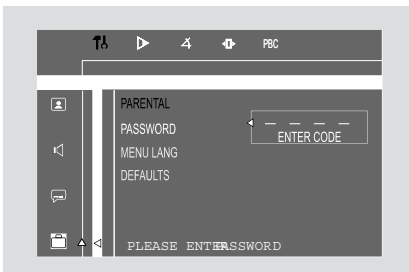 PBC
PARENTAL
PASSWORD
MENU LANG
DEFAULTS
_ _ _ _
ENTER CODE
PLEASE ENTER PASSWORD